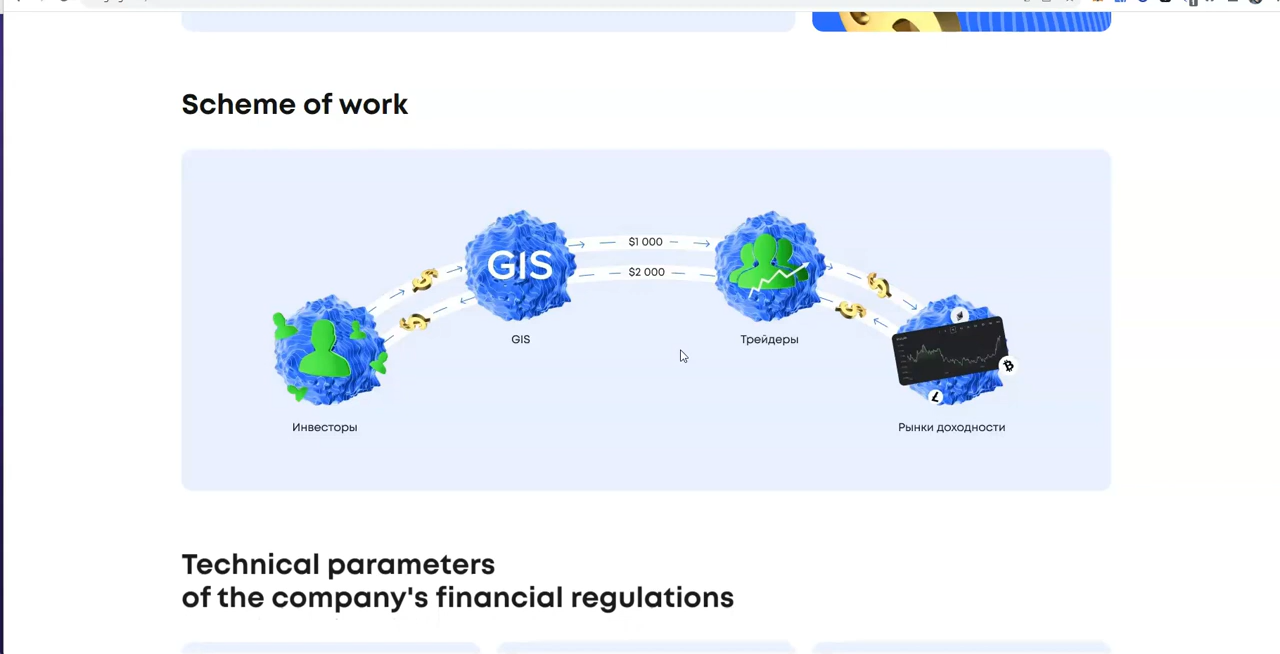 Scheme of work
GIS
$1 000
$2 000
GIS
Трейдеры
Инвесторы
Рынки доходности
Technical parameters
of the company's financial regulations